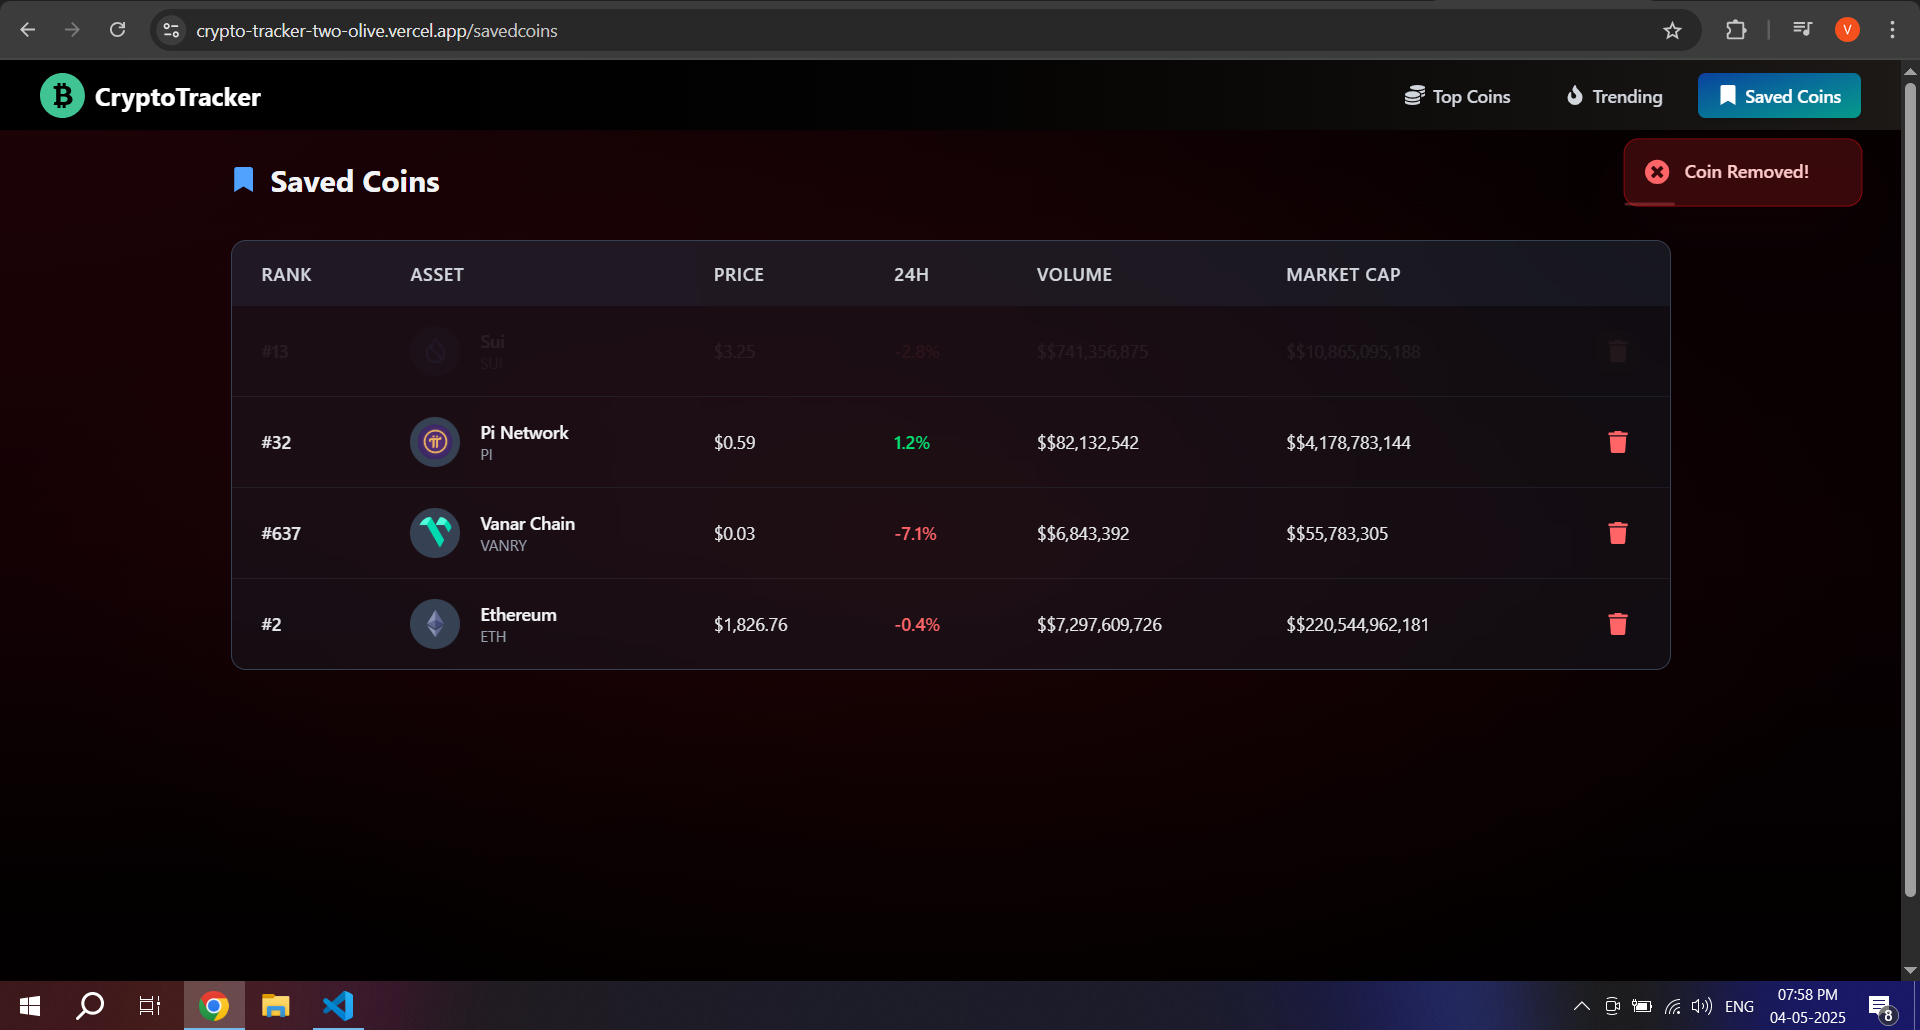 crypto-tracker-two-olive.vercel.app/savedcoins
V
CryptoTracker
Top Coins
Trending
Saved Coins
Saved Coins
Coin Removed!
RANK ASSET PRICE 24H VOLUME MARKET CAP
#13 Sui $3.25 -2.8% $$741,356,875 $$10,865,095,188
SUI
#32 Pi Network $0.59 1.2% $$82,132,542 $$4,178,783,144
PI
#637 Vanar Chain $0.03 -7.1% $$6,843,392 $$55,783,305
VANRY
#2 Ethereum $1,826.76 -0.4% $$7,297,609,726 $$220,544,962,181
ETH
ENG
07:58 PM
04-05-2025
8